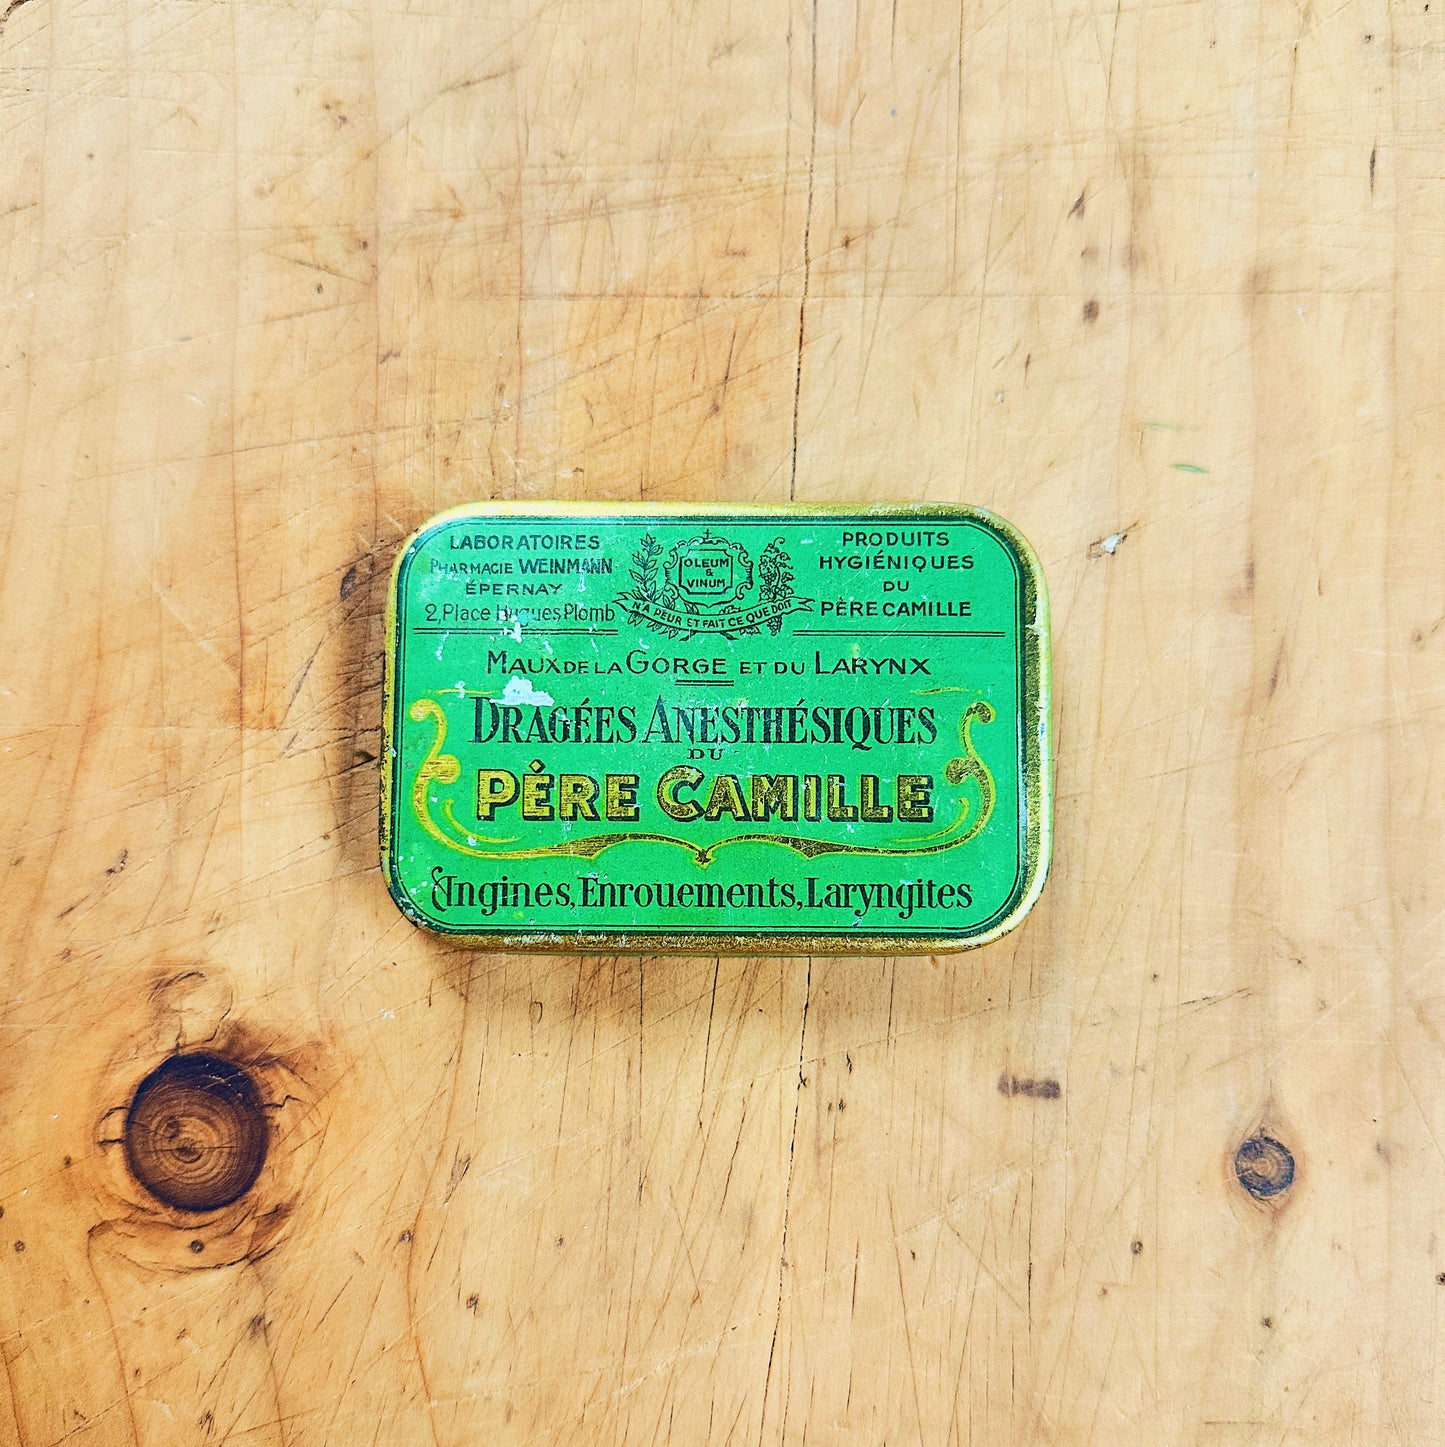 LABORATOIRES
PHARMACIE WEINMANN
ÉPERNAY
2, Place Hugues Plomb
OLEUM
&
VINUM
N'A PEUR ET FAIT CE QUE DOIT
PRODUITS
HYGIÉNIQUES
DU
PÈRE CAMILLE
MAUX DE LA GORGE ET DU LARYNX
DRAGÉES ANESTHÉSIQUES
DU
PÈRE CAMILLE
Angines, Enrouements, Laryngites